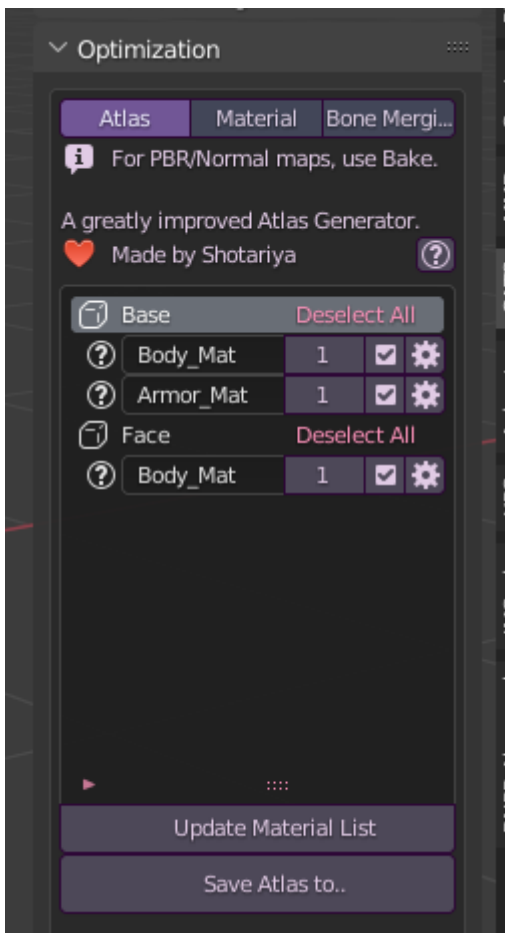 Optimization
Atlas Material Bone Mergi...
For PBR/Normal maps, use Bake.
A greatly improved Atlas Generator.
Made by Shotariya
Base Deselect All
Body_Mat 1
Armor_Mat 1
Face Deselect All
Body_Mat 1
Update Material List
Save Atlas to..